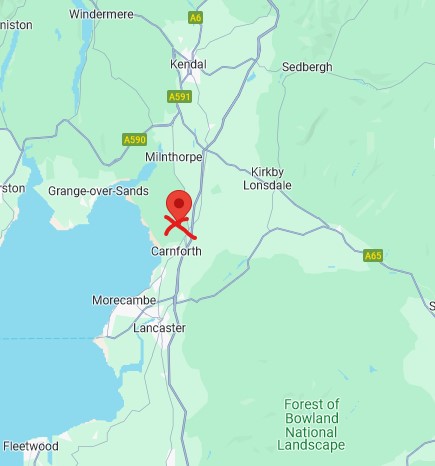 Windermere
A6
niston
Kendal
Sedbergh
A591
A590
Milnthorpe
Kirkby
Lonsdale
rston
Grange-over-Sands
Carnforth
A65
Morecambe
S
Lancaster
Forest of
Bowland
National
Landscape
Fleetwood